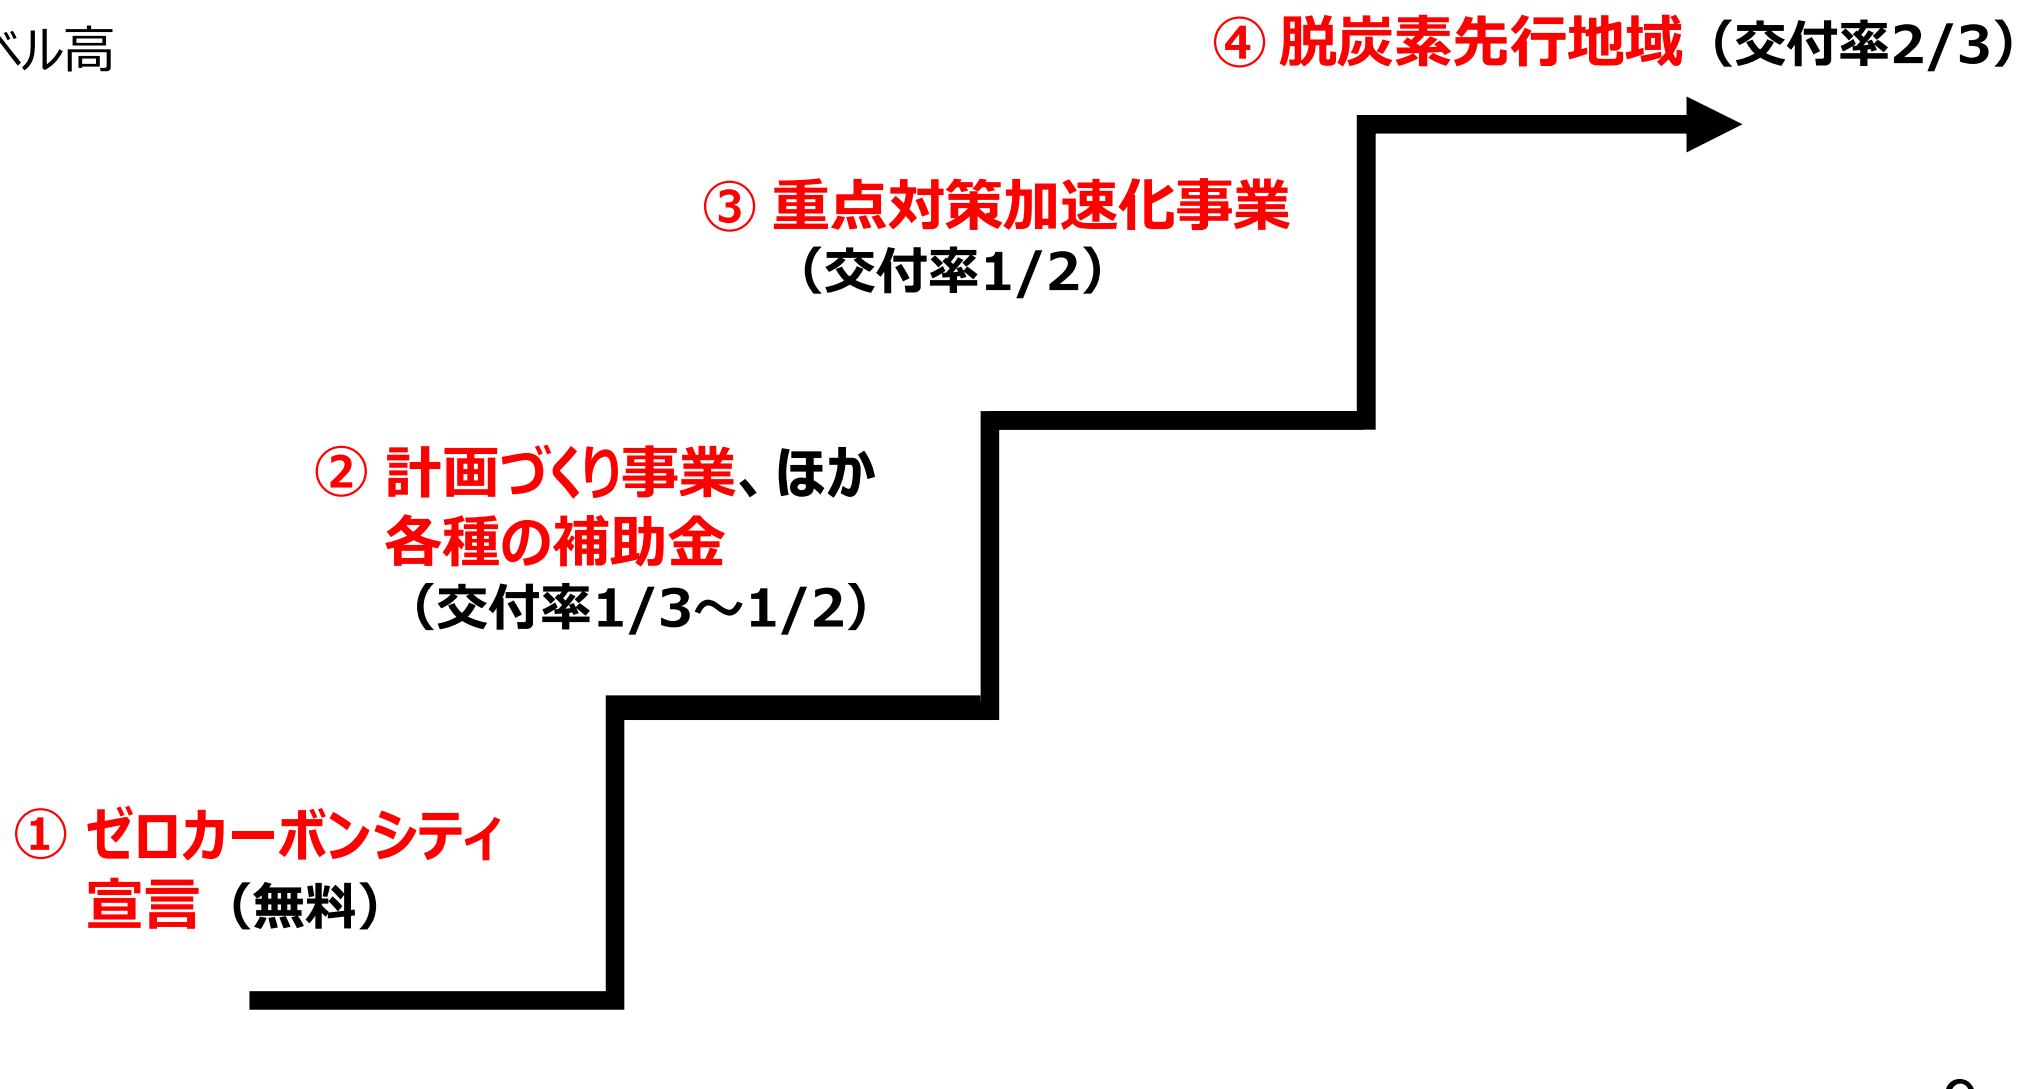 ベル高
④ 脱炭素先行地域（交付率2/3）
③ 重点対策加速化事業
（交付率1/2）
② 計画づくり事業、ほか
各種の補助金
（交付率1/3～1/2）
① ゼロカーボンシティ
宣言（無料）